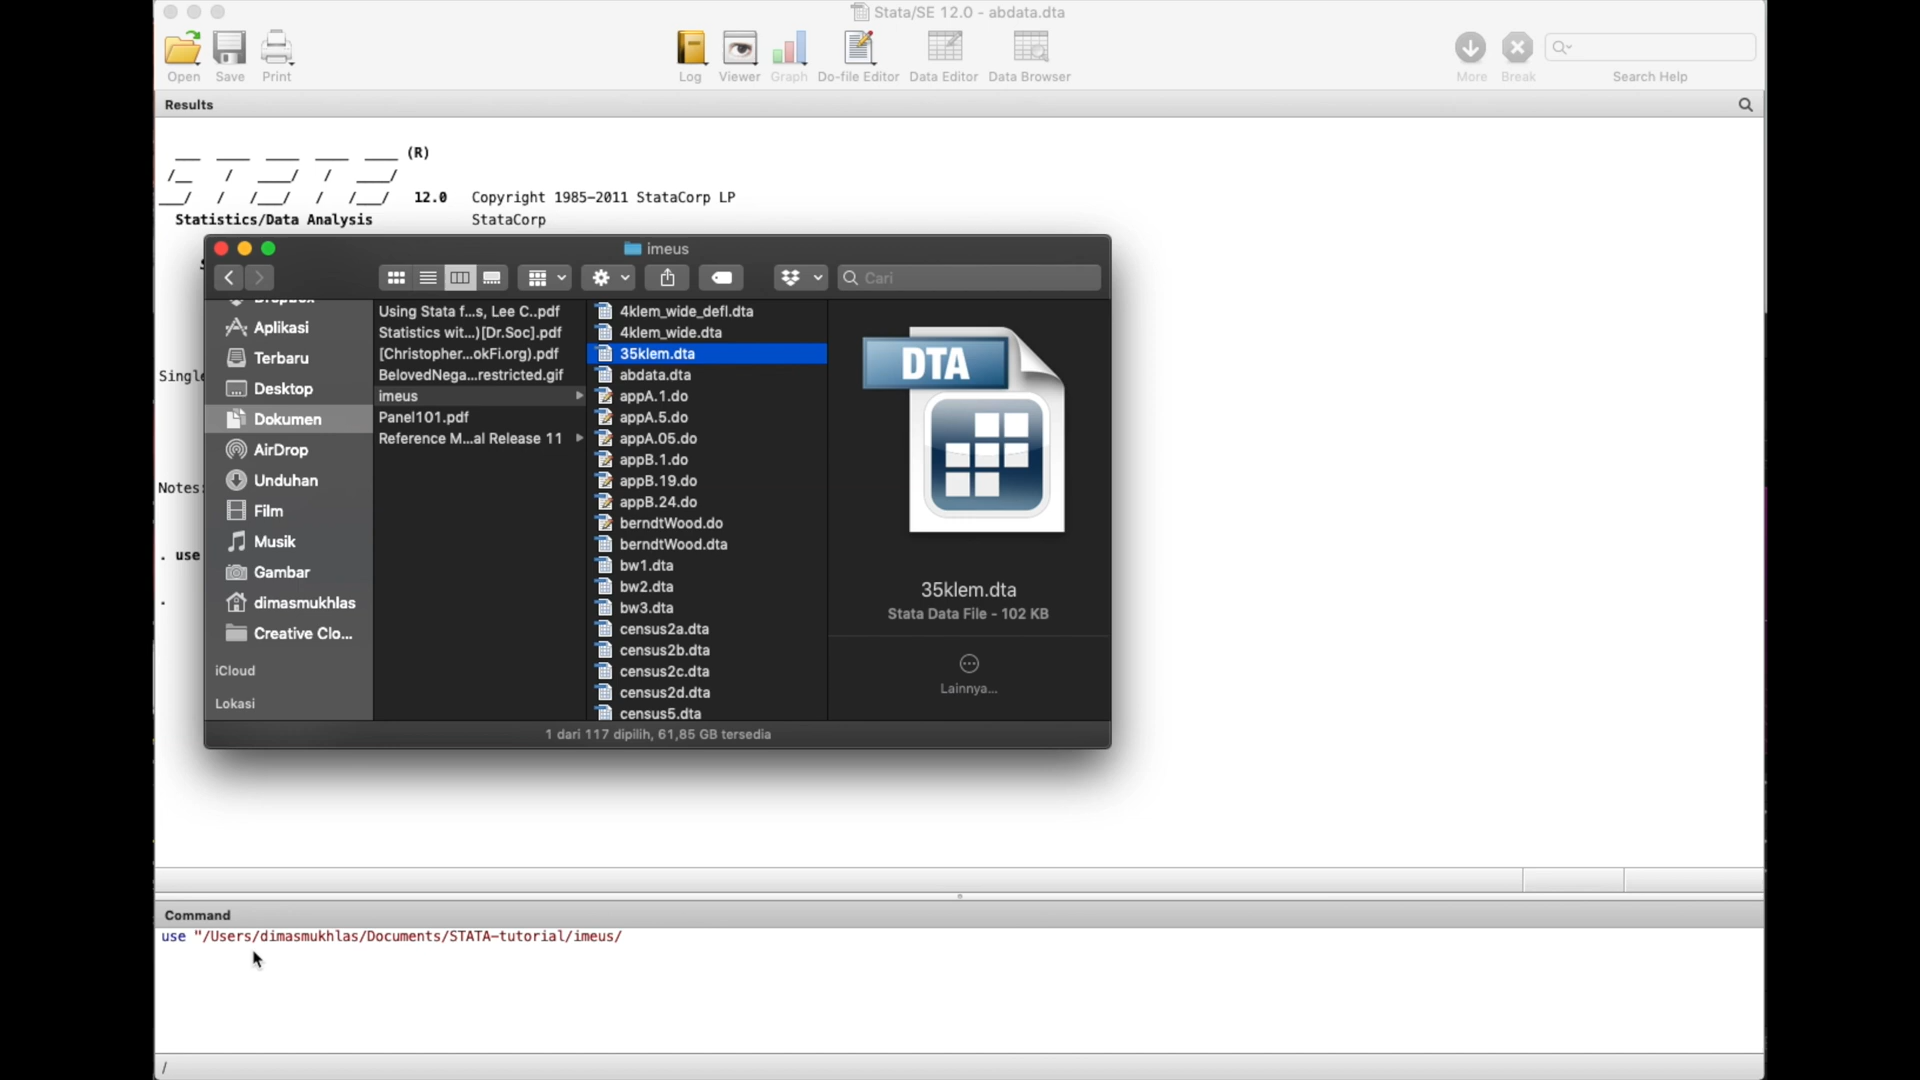 Stata/SE 12.0 - abdata.dta
Open Save Print Log Viewer Graph Do-file Editor Data Editor Data Browser More Break Search Help
Results
(R)
12.0 Copyright 1985-2011 StataCorp LP
Statistics/Data Analysis StataCorp
imeus
Cari
Aplikasi
Terbaru
Desktop
Dokumen
AirDrop
Unduhan
Film
Musik
Gambar
dimasmukhlas
Creative Clo...
iCloud
Lokasi
Using Stata f...s, Lee C..pdf
Statistics wit...)[Dr.Soc].pdf
[Christopher...okFi.org).pdf
BelovedNega...restricted.gif
imeus
Panel101.pdf
Reference M...al Release 11
4klem_wide_defl.dta
4klem_wide.dta
35klem.dta
abdata.dta
appA.1.do
appA.5.do
appA.05.do
appB.1.do
appB.19.do
appB.24.do
berndtWood.do
berndtWood.dta
bw1.dta
bw2.dta
bw3.dta
census2a.dta
census2b.dta
census2c.dta
census2d.dta
census5.dta
DTA
35klem.dta
Stata Data File - 102 KB
Lainnya...
1 dari 117 dipilih, 61,85 GB tersedia
Single
Notes:
. use
.
Command
use "/Users/dimasmukhlas/Documents/STATA-tutorial/imeus/
/